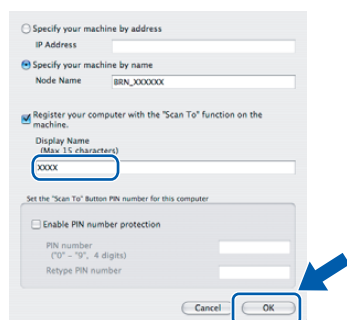 Specify your machine by address
IP Address
Specify your machine by name
Node Name BRN_XXXXXX
Register your computer with the "Scan To" function on the
machine.
Display Name
(Max 15 characters)
XXXX
Set the "Scan To" Button PIN number for this computer
Enable PIN number protection
PIN number
("0" – "9", 4 digits)
Retype PIN number
Cancel OK